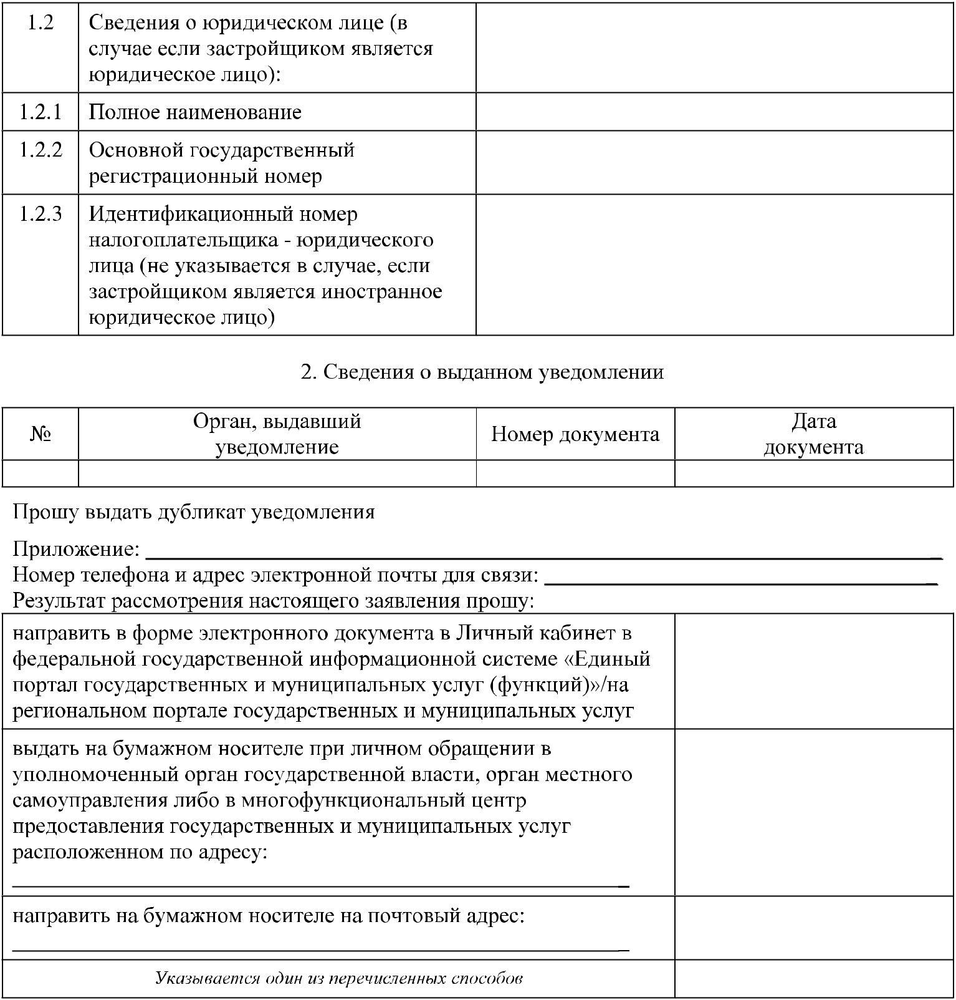 1.2 Сведения о юридическом лице (в
случае если застройщиком является
юридическое лицо):
1.2.1 Полное наименование
1.2.2 Основной государственный
регистрационный номер
1.2.3 Идентификационный номер
налогоплательщика - юридического
лица (не указывается в случае, если
застройщиком является иностранное
юридическое лицо)
2. Сведения о выданном уведомлении
№ Орган, выдавший
уведомление
Номер документа
Дата
документа
Прошу выдать дубликат уведомления
Приложение:
Номер телефона и адрес электронной почты для связи:
Результат рассмотрения настоящего заявления прошу:
направить в форме электронного документа в Личный кабинет в
федеральной государственной информационной системе «Единый
портал государственных и муниципальных услуг (функций)»/на
региональном портале государственных и муниципальных услуг
выдать на бумажном носителе при личном обращении в
уполномоченный орган государственной власти, орган местного
самоуправления либо в многофункциональный центр
предоставления государственных и муниципальных услуг
расположенном по адресу:
направить на бумажном носителе на почтовый адрес:
Указывается один из перечисленных способов